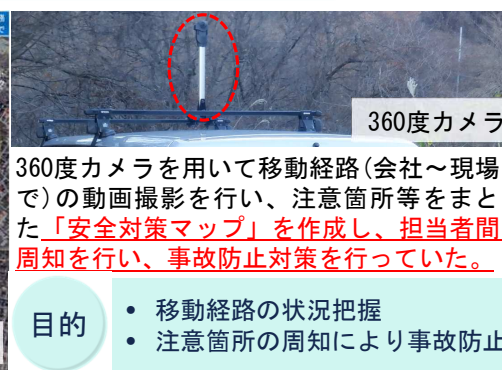 360度カメラ
360度カメラを用いて移動経路(会社～現場
で)の動画撮影を行い、注意箇所等をまと
た「安全対策マップ」を作成し、担当者間
周知を行い、事故防止対策を行っていた。
目的
• 移動経路の状況把握
• 注意箇所の周知により事故防止